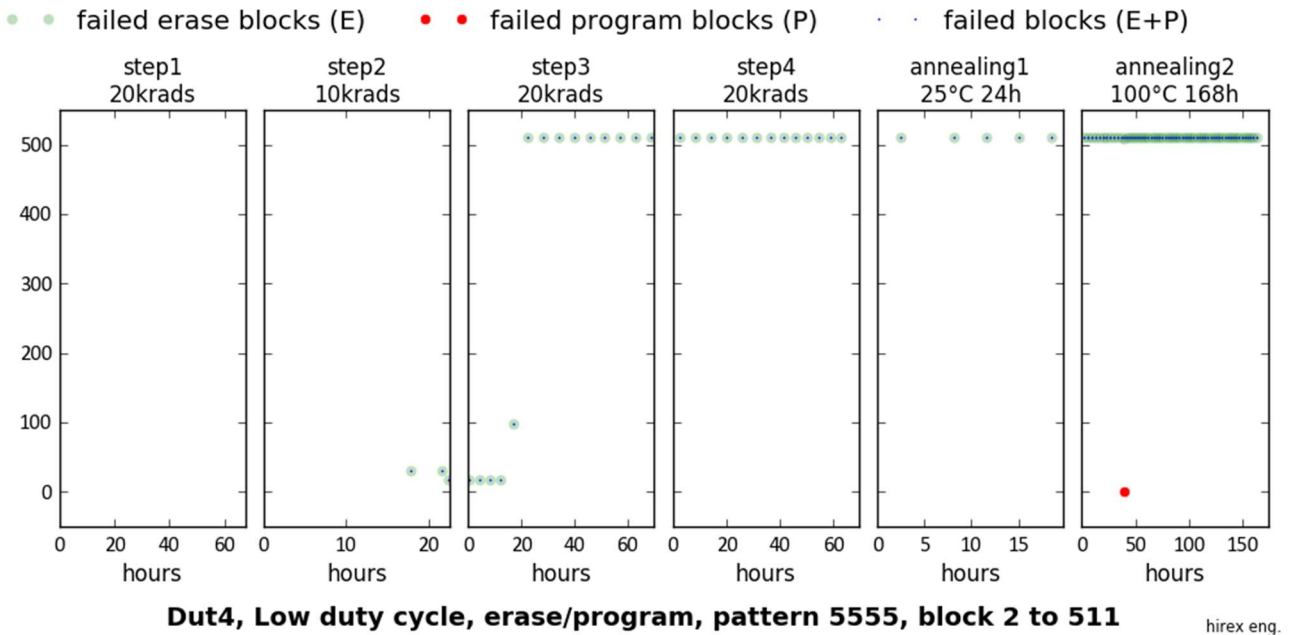 failed erase blocks (E) failed program blocks (P) failed blocks (E+P)
step1 step2 step3 step4 annealing1 annealing2
20krads 10krads 20krads 20krads 25°C 24h 100°C 168h
500
400
300
200
100
0
0 20 40 60 0 10 20 0 20 40 60 0 20 40 60 0 5 10 15 0 50 100 150
hours hours hours hours hours hours
Dut4, Low duty cycle, erase/program, pattern 5555, block 2 to 511
hirex eng.